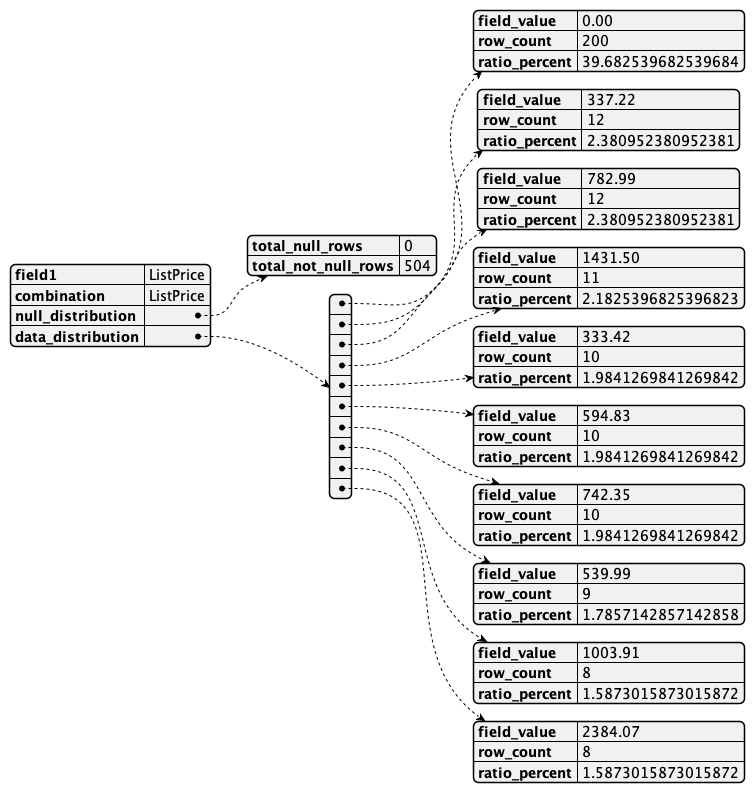 field1 ListPrice
combination ListPrice
null_distribution
data_distribution
total_null_rows 0
total_not_null_rows 504
field_value 0.00
row_count 200
ratio_percent 39.682539682539684
field_value 337.22
row_count 12
ratio_percent 2.380952380952381
field_value 782.99
row_count 12
ratio_percent 2.380952380952381
field_value 1431.50
row_count 11
ratio_percent 2.1825396825396823
field_value 333.42
row_count 10
ratio_percent 1.9841269841269842
field_value 594.83
row_count 10
ratio_percent 1.9841269841269842
field_value 742.35
row_count 10
ratio_percent 1.9841269841269842
field_value 539.99
row_count 9
ratio_percent 1.7857142857142858
field_value 1003.91
row_count 8
ratio_percent 1.5873015873015872
field_value 2384.07
row_count 8
ratio_percent 1.5873015873015872